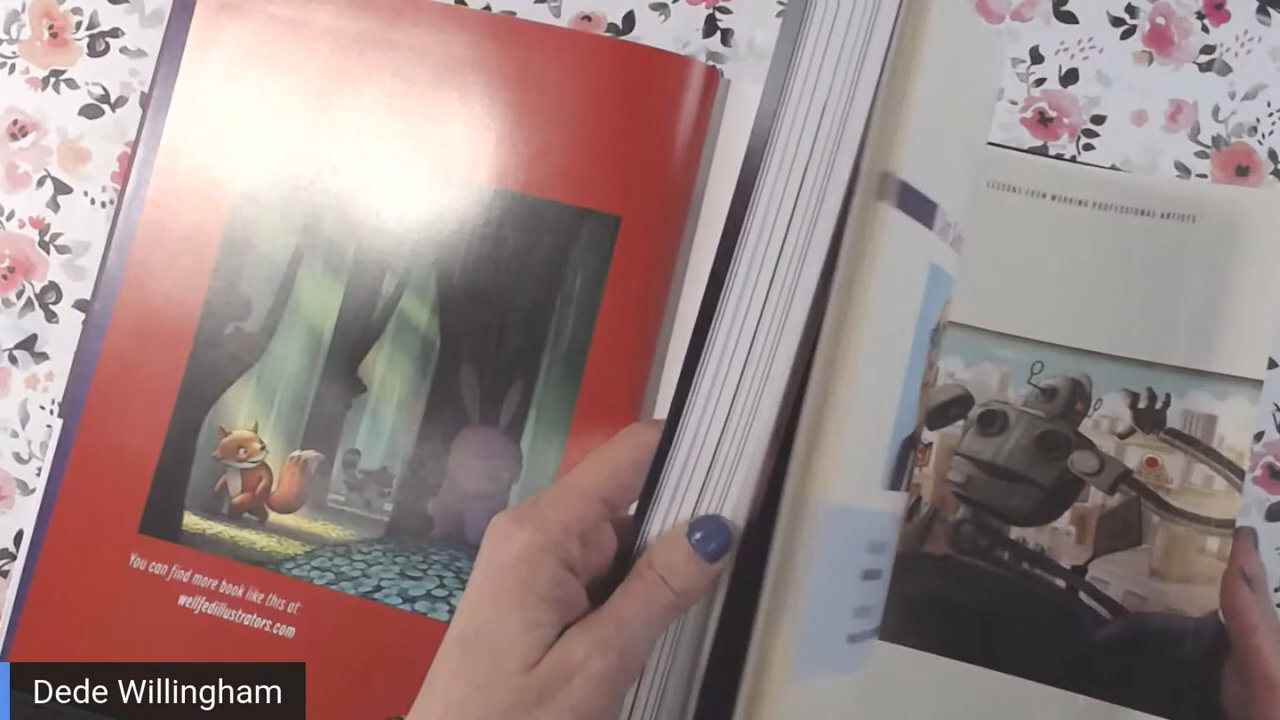 LESSONS FROM WORKING PROFESSIONAL ARTISTS
You can find more book like this at
wellfedillustrators.com
Dede Willingham